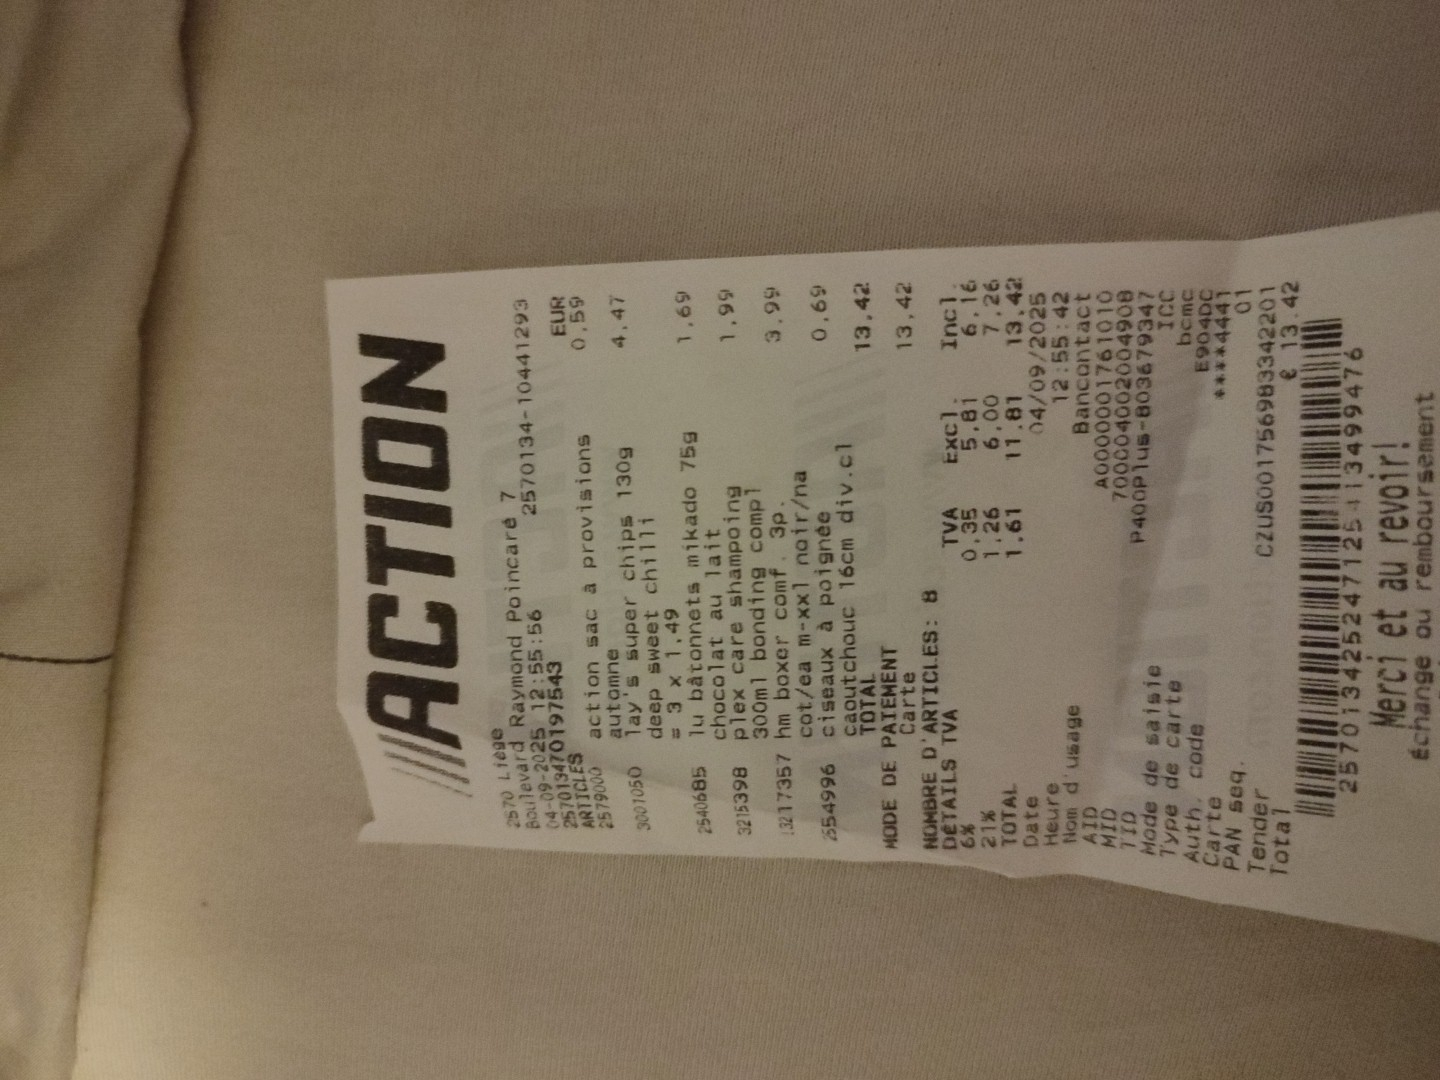 ACTION
2570 Liège
Boulevard Raymond Poincaré 7
04-09-2025 12:55:56 2570134-10441293
257013470197543
ARTICLES EUR
2579000 action sac à provisions 0,59
automne
3001050 lay's super chips 130g 4,47
deep sweet chilli
= 3 x 1,49
2540685 lu bâtonnets mikado 75g 1,69
chocolat au lait
3215398 plex care shampoing 1,99
300ml bonding compl
3217357 hm boxer comf. 3p. 3,99
cot/ea m-xxl noir/na
2554996 ciseaux à poignée 0,69
caoutchouc 16cm div.cl
TOTAL 13,42
MODE DE PAIEMENT
Carte 13,42
NOMBRE D'ARTICLES: 8
DÉTAILS TVA TVA Excl. Incl.
6% 0,35 5,81 6,16
21% 1,26 6,00 7,26
TOTAL 1,61 11,81 13,42
Date 04/09/2025
Heure 12:55:42
Nom d'usage Bancontact
AID A0000001761010
MID 70004002004908
TID P400Plus-803679347
Mode de saisie ICC
Type de carte bcmc
Auth. code E904DC
Carte ****4441
PAN seq. 01
Tender CZUS001756983342201
Total € 13.42
Merci et au revoir!
échange ou remboursement